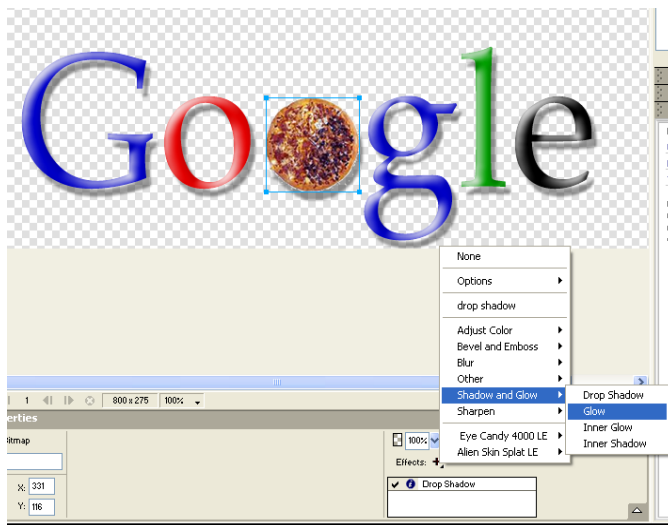 Google
None
Options
drop shadow
Adjust Color
Bevel and Emboss
Blur
Other
Shadow and Glow
Sharpen
Eye Candy 4000 LE
Alien Skin Splat LE
Drop Shadow
Glow
Inner Glow
Inner Shadow
1 800 x 275 100%
erties
Bitmap
100%
Effects:
X: 331
Y: 116
Drop Shadow